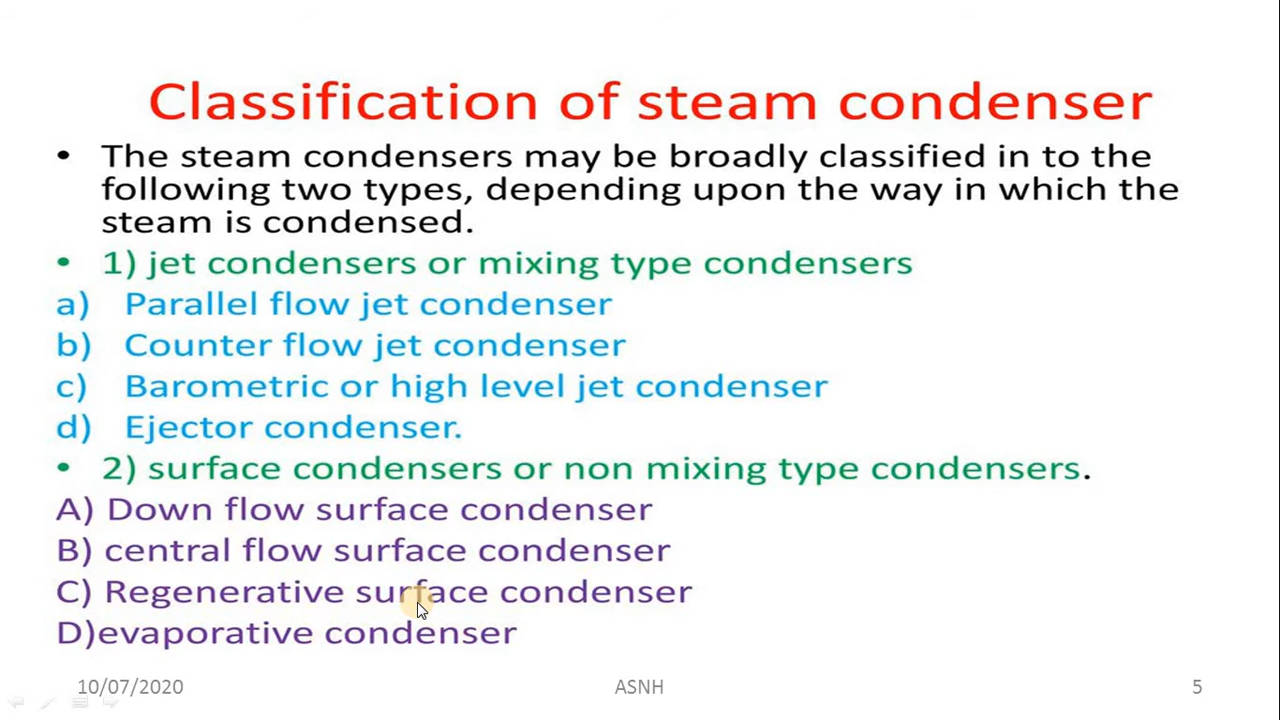 Classification of steam condenser
• The steam condensers may be broadly classified in to the
following two types, depending upon the way in which the
steam is condensed.
• 1) jet condensers or mixing type condensers
a) Parallel flow jet condenser
b) Counter flow jet condenser
c) Barometric or high level jet condenser
d) Ejector condenser.
• 2) surface condensers or non mixing type condensers.
A) Down flow surface condenser
B) central flow surface condenser
C) Regenerative surface condenser
D)evaporative condenser
10/07/2020 ASNH 5